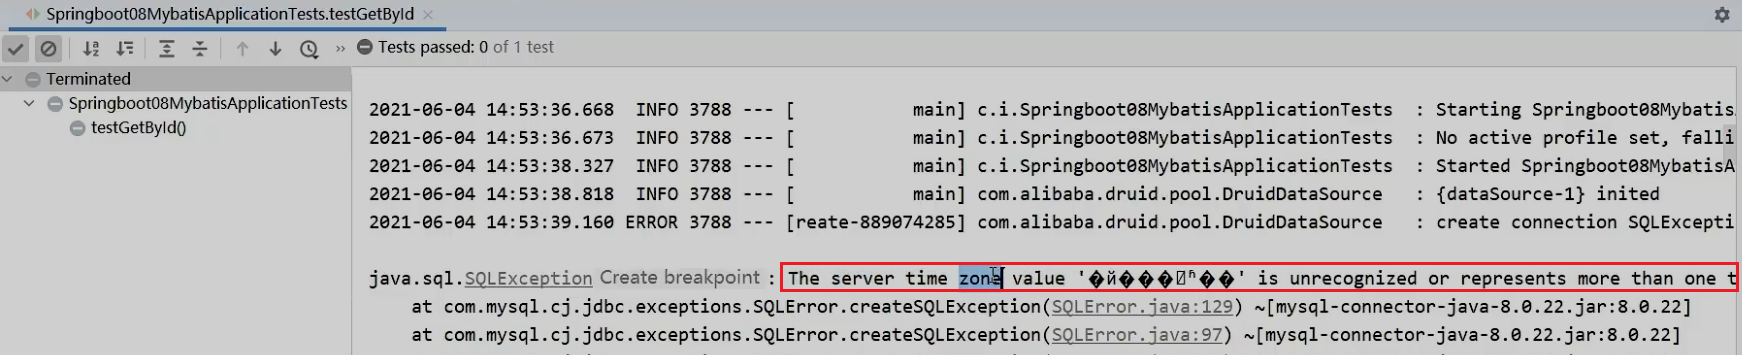 Springboot08MybatisApplicationTests.testGetById
Tests passed: 0 of 1 test
Terminated
Springboot08MybatisApplicationTests
testGetById()
2021-06-04 14:53:36.668 INFO 3788 --- [ main] c.i.Springboot08MybatisApplicationTests : Starting Springboot08Mybatis
2021-06-04 14:53:36.673 INFO 3788 --- [ main] c.i.Springboot08MybatisApplicationTests : No active profile set, falli
2021-06-04 14:53:38.327 INFO 3788 --- [ main] c.i.Springboot08MybatisApplicationTests : Started Springboot08MybatisA
2021-06-04 14:53:38.818 INFO 3788 --- [ main] com.alibaba.druid.pool.DruidDataSource : {dataSource-1} inited
2021-06-04 14:53:39.160 ERROR 3788 --- [reate-889074285] com.alibaba.druid.pool.DruidDataSource : create connection SQLExcepti
java.sql.SQLException Create breakpoint : The server time zone value '�й���ʱ��' is unrecognized or represents more than one t
at com.mysql.cj.jdbc.exceptions.SQLError.createSQLException(SQLError.java:129) ~[mysql-connector-java-8.0.22.jar:8.0.22]
at com.mysql.cj.jdbc.exceptions.SQLError.createSQLException(SQLError.java:97) ~[mysql-connector-java-8.0.22.jar:8.0.22]